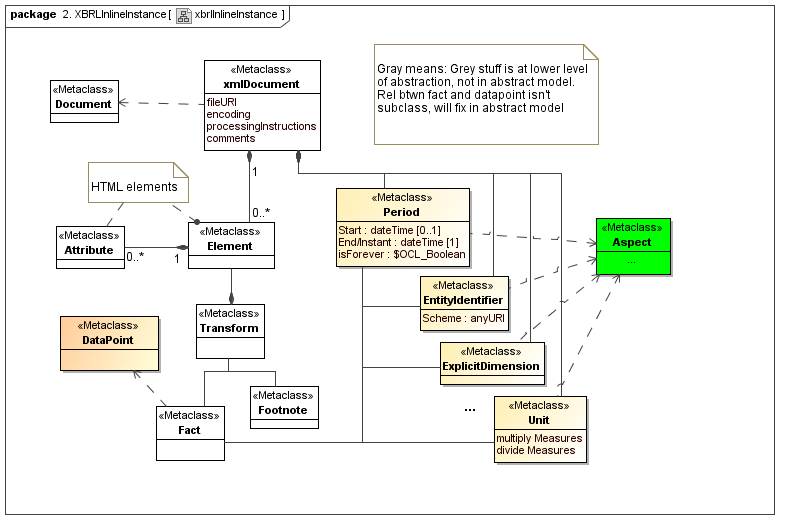 package 2. XBRLInlineInstance [ xbrlInlineInstance ]
«Metaclass»
Document
«Metaclass»
xmlDocument
fileURI
encoding
processingInstructions
comments
Gray means: Grey stuff is at lower level
of abstraction, not in abstract model.
Rel btwn fact and datapoint isn't
subclass, will fix in abstract model
1
0..*
HTML elements
«Metaclass»
Attribute
0..*
1
«Metaclass»
Element
«Metaclass»
Period
Start : dateTime [0..1]
End/Instant : dateTime [1]
isForever : $OCL_Boolean
«Metaclass»
Aspect
...
«Metaclass»
EntityIdentifier
Scheme : anyURI
«Metaclass»
Transform
«Metaclass»
DataPoint
«Metaclass»
ExplicitDimension
...
«Metaclass»
Footnote
«Metaclass»
Fact
«Metaclass»
Unit
multiply Measures
divide Measures